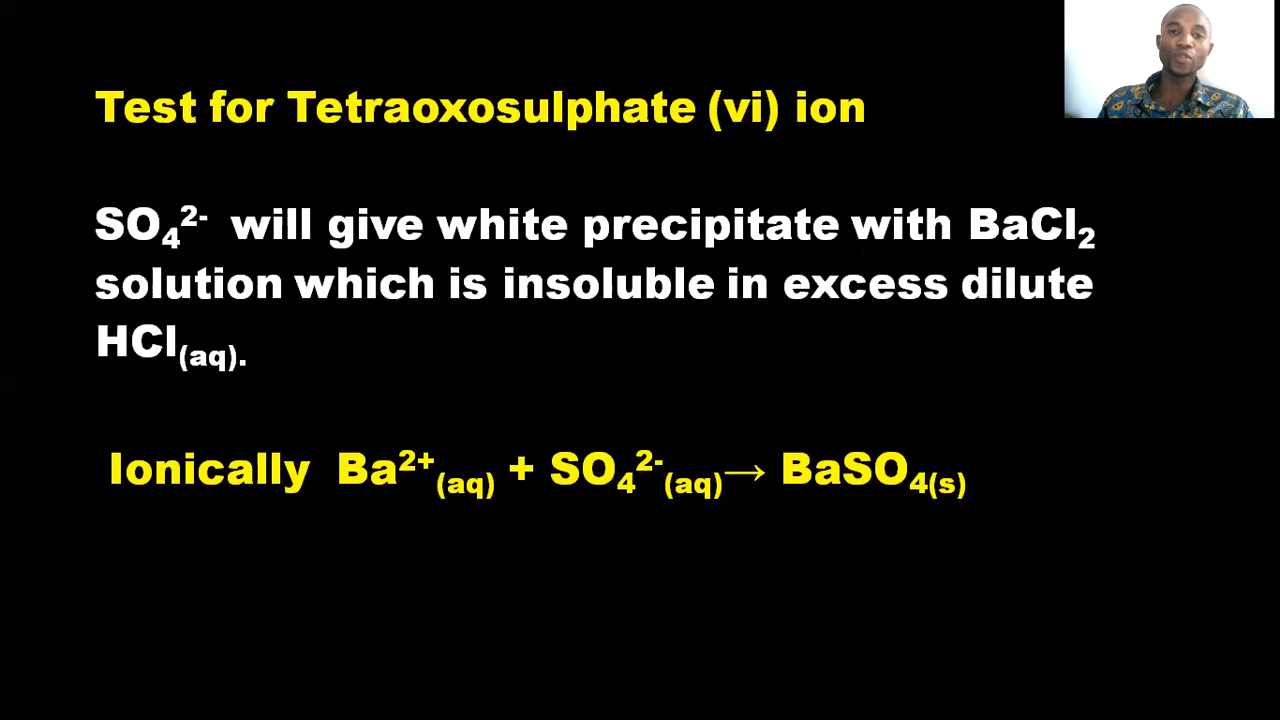 Test for Tetraoxosulphate (vi) ion
SO₄²⁻ will give white precipitate with BaCl₂
solution which is insoluble in excess dilute
HCl₍aq₎.
Ionically Ba²⁺₍aq₎ + SO₄²⁻₍aq₎→ BaSO₄₍s₎